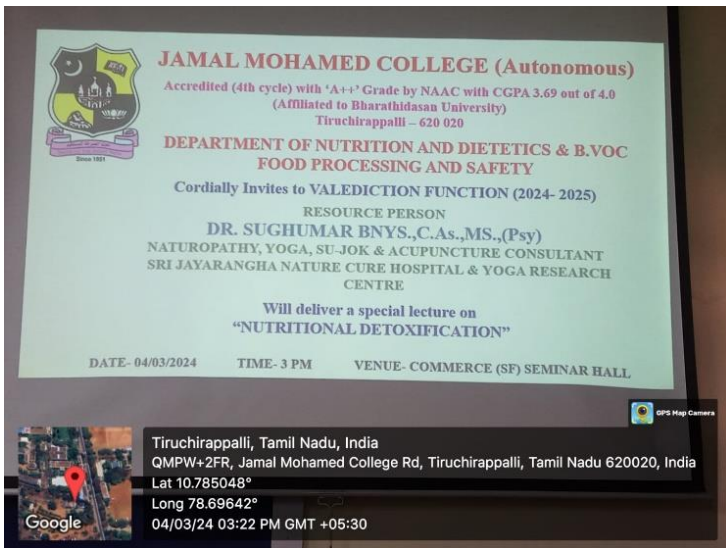 JAMAL MOHAMED COLLEGE (Autonomous)
Accredited (4th cycle) with ‘A++’ Grade by NAAC with CGPA 3.69 out of 4.0
(Affiliated to Bharathidasan University)
Tiruchirappalli – 620 020
DEPARTMENT OF NUTRITION AND DIETETICS & B.VOC
FOOD PROCESSING AND SAFETY
Cordially Invites to VALEDICTION FUNCTION (2024- 2025)
RESOURCE PERSON
DR. SUGHUMAR BNYS.,C.As.,MS.,(Psy)
NATUROPATHY, YOGA, SU-JOK & ACUPUNCTURE CONSULTANT
SRI JAYARANGHA NATURE CURE HOSPITAL & YOGA RESEARCH
CENTRE
Will deliver a special lecture on
“NUTRITIONAL DETOXIFICATION”
DATE- 04/03/2024 TIME- 3 PM VENUE- COMMERCE (SF) SEMINAR HALL
Since 1951
GPS Map Camera
Tiruchirappalli, Tamil Nadu, India
QMPW+2FR, Jamal Mohamed College Rd, Tiruchirappalli, Tamil Nadu 620020, India
Lat 10.785048°
Long 78.69642°
04/03/24 03:22 PM GMT +05:30
Google